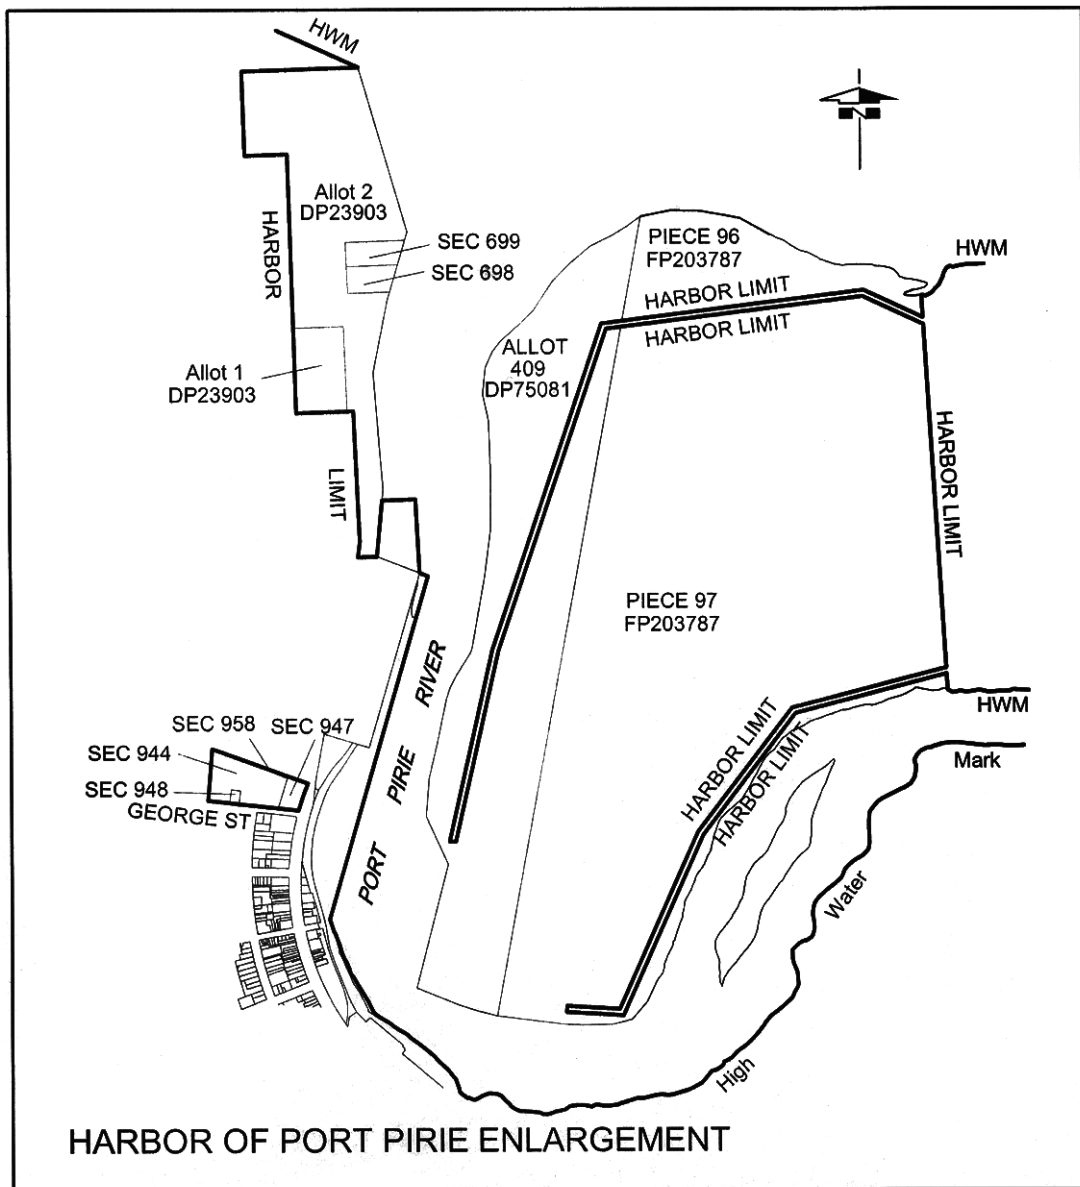 HWM
N
Allot 2
DP23903
HARBOR
SEC 699
SEC 698
PIECE 96
FP203787
HWM
HARBOR LIMIT
HARBOR LIMIT
ALLOT
409
DP75081
Allot 1
DP23903
HARBOR LIMIT
LIMIT
PIECE 97
FP203787
PORT PIRIE RIVER
SEC 958
SEC 947
SEC 944
SEC 948
GEORGE ST
HARBOR LIMIT
HARBOR LIMIT
HWM
Mark
Water
High
HARBOR OF PORT PIRIE ENLARGEMENT